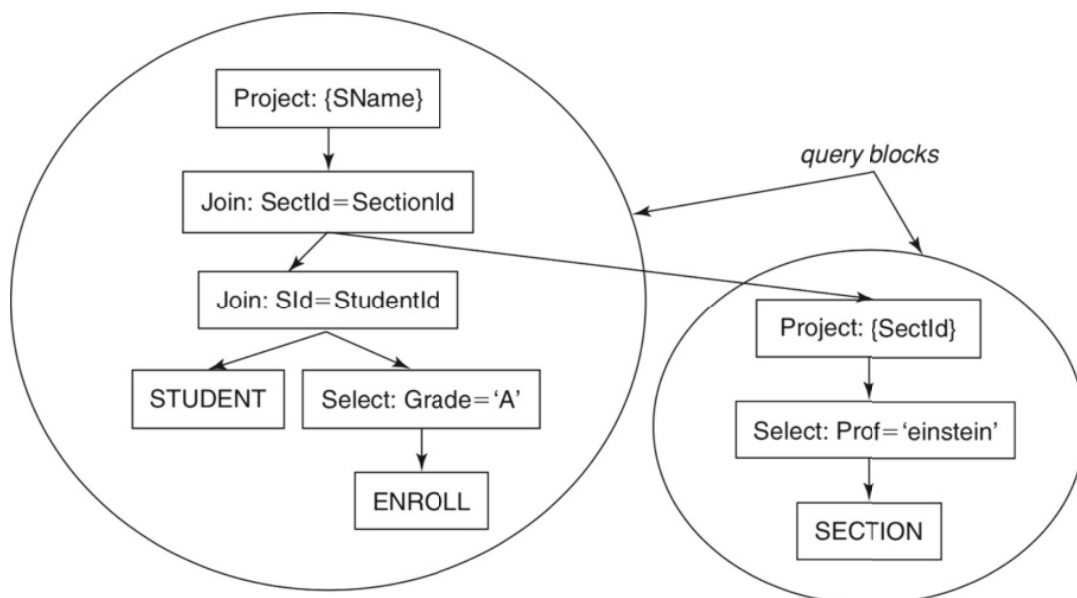 Project: {SName}
query blocks
Join: SectId=SectionId
Join: SId=StudentId
Project: {SectId}
STUDENT
Select: Grade=‘A’
Select: Prof=‘einstein’
ENROLL
SECTION